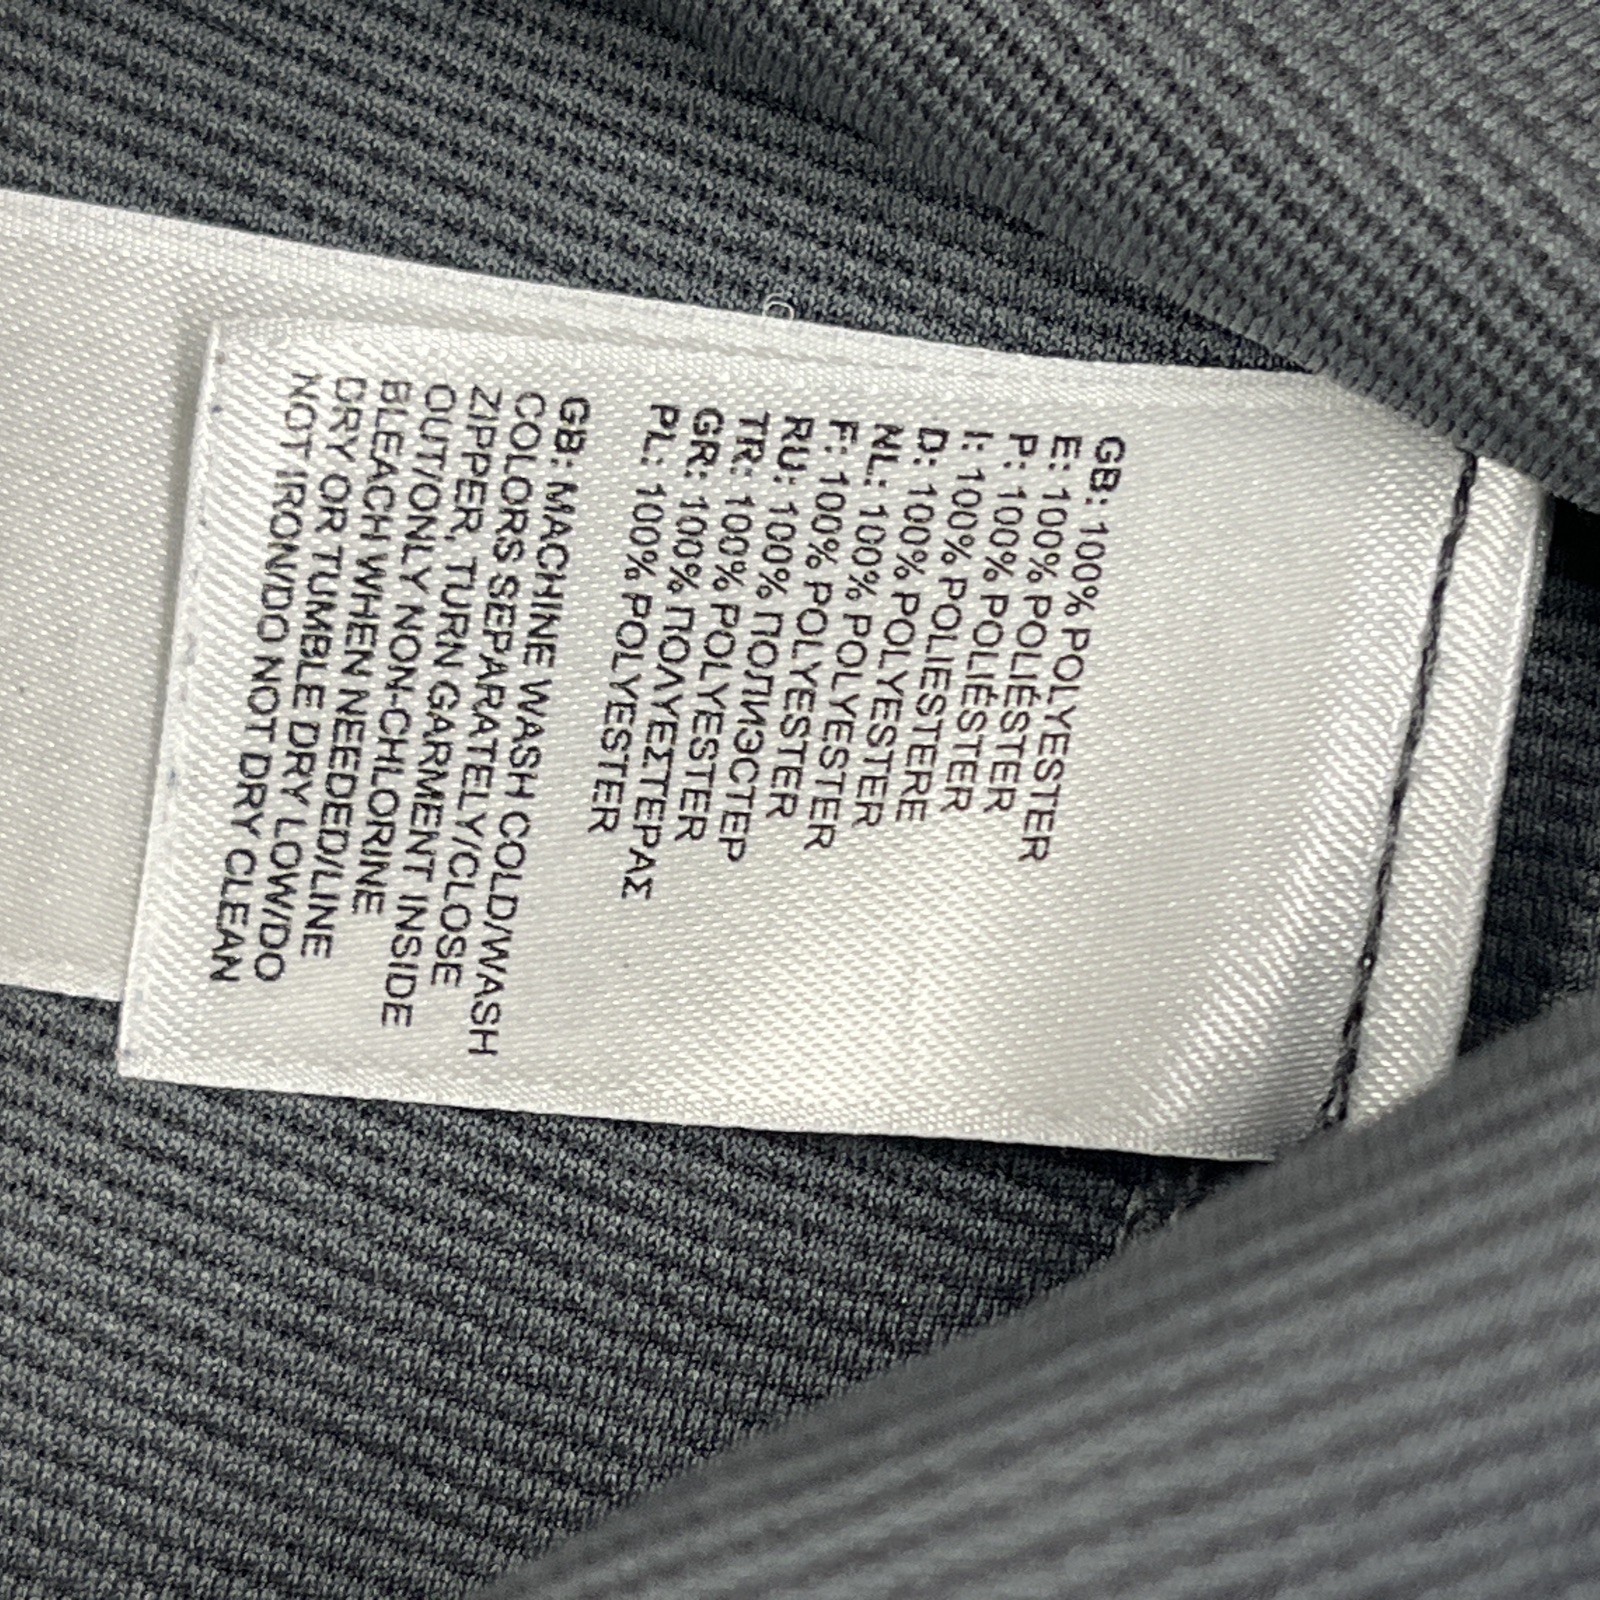 GB: 100% POLYESTER
E: 100% POLIÉSTER
P: 100% POLIÉSTER
I: 100% POLIESTERE
D: 100% POLYESTER
NL: 100% POLYESTER
F: 100% POLYESTER
RU: 100% ПОЛИЭСТЕР
TR: 100% POLYESTER
GR: 100% ΠΟΛΥΕΣΤΕΡΑΣ
PL: 100% POLYESTER
GB: MACHINE WASH COLD/WASH
COLORS SEPARATELY/CLOSE
ZIPPER, TURN GARMENT INSIDE
OUT/ONLY NON-CHLORINE
BLEACH WHEN NEEDED/LINE
DRY OR TUMBLE DRY LOW/DO
NOT IRON/DO NOT DRY CLEAN